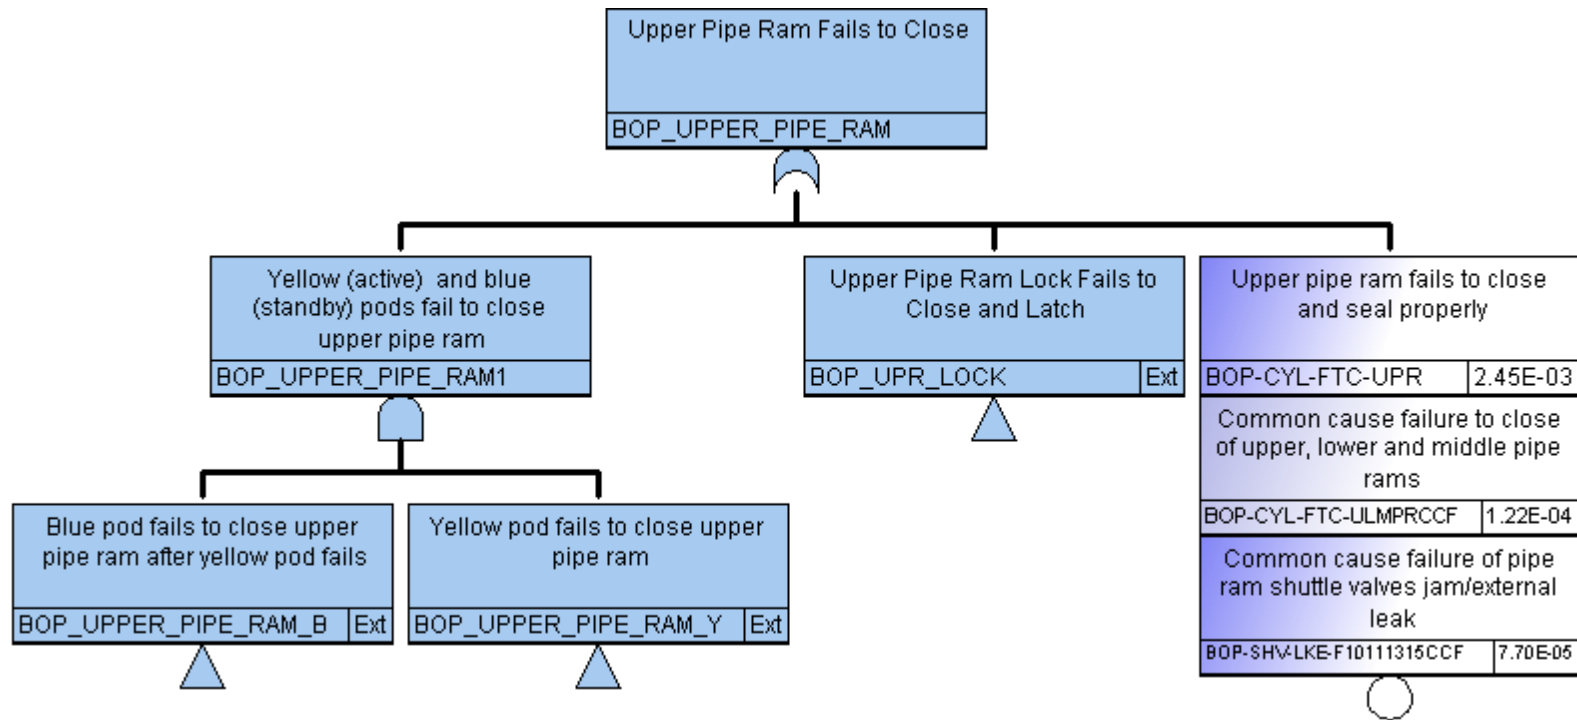 Upper Pipe Ram Fails to Close
BOP_UPPER_PIPE_RAM
Yellow (active) and blue
(standby) pods fail to close
upper pipe ram
BOP_UPPER_PIPE_RAM1
Upper Pipe Ram Lock Fails to
Close and Latch
BOP_UPR_LOCK Ext
Upper pipe ram fails to close
and seal properly
BOP-CYL-FTC-UPR 2.45E-03
Common cause failure to close
of upper, lower and middle pipe
rams
BOP-CYL-FTC-ULMPRCCF 1.22E-04
Common cause failure of pipe
ram shuttle valves jam/external
leak
BOP-SHV-LKE-F10111315CCF 7.70E-05
Blue pod fails to close upper
pipe ram after yellow pod fails
BOP_UPPER_PIPE_RAM_B Ext
Yellow pod fails to close upper
pipe ram
BOP_UPPER_PIPE_RAM_Y Ext